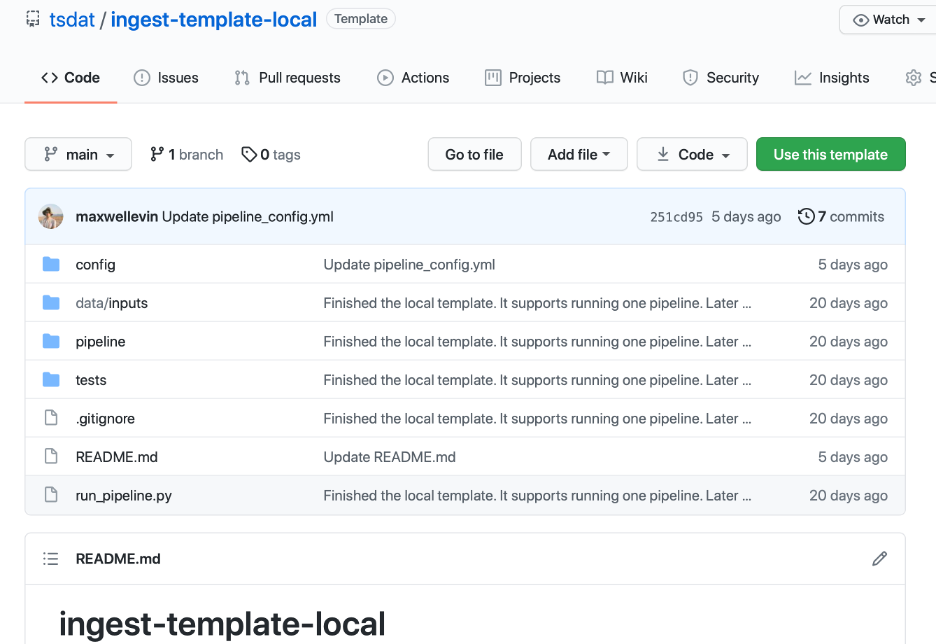 tsdat / ingest-template-local Template Watch
Code Issues Pull requests Actions Projects Wiki Security Insights S
main 1 branch 0 tags Go to file Add file Code Use this template
maxwellevin Update pipeline_config.yml 251cd95 5 days ago 7 commits
config Update pipeline_config.yml 5 days ago
data/inputs Finished the local template. It supports running one pipeline. Later ... 20 days ago
pipeline Finished the local template. It supports running one pipeline. Later ... 20 days ago
tests Finished the local template. It supports running one pipeline. Later ... 20 days ago
.gitignore Finished the local template. It supports running one pipeline. Later ... 20 days ago
README.md Update README.md 5 days ago
run_pipeline.py Finished the local template. It supports running one pipeline. Later ... 20 days ago
README.md
ingest-template-local